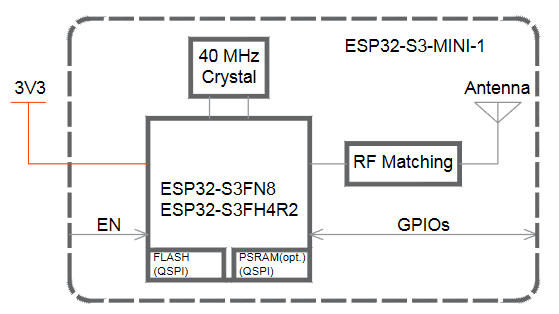 ESP32-S3-MINI-1
40 MHz
Crystal
3V3
Antenna
RF Matching
ESP32-S3FN8
ESP32-S3FH4R2
EN
GPIOs
FLASH
(QSPI)
PSRAM(opt.)
(QSPI)